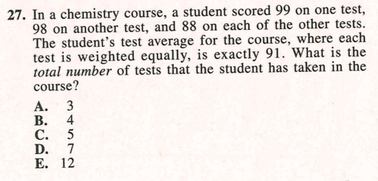 27. In a chemistry course, a student scored 99 on one test,
98 on another test, and 88 on each of the other tests.
The student's test average for the course, where each
test is weighted equally, is exactly 91. What is the
total number of tests that the student has taken in the
course?
A. 3
B. 4
C. 5
D. 7
E. 12